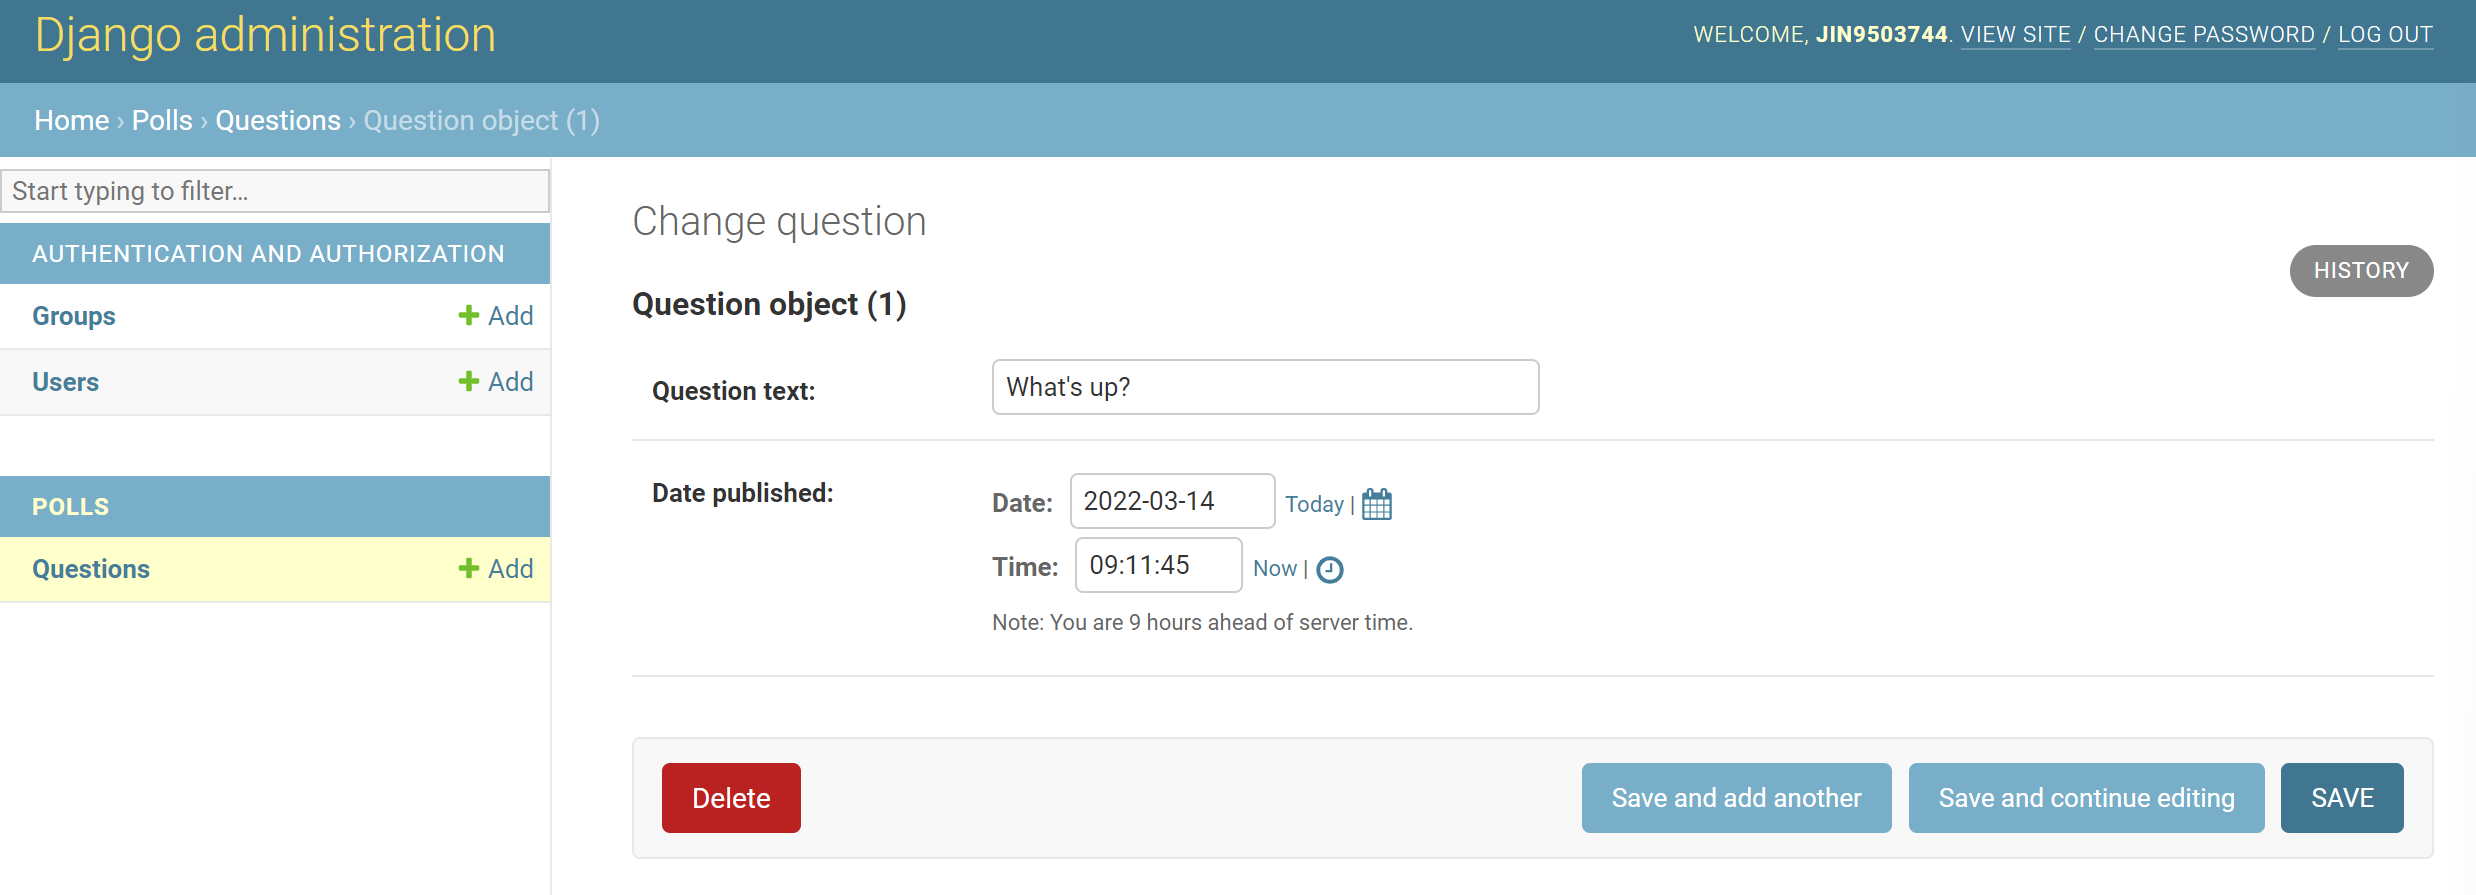 Django administration
WELCOME, JIN9503744. VIEW SITE / CHANGE PASSWORD / LOG OUT
Home › Polls › Questions › Question object (1)
Start typing to filter...
AUTHENTICATION AND AUTHORIZATION
Groups + Add
Users + Add
POLLS
Questions + Add
Change question
HISTORY
Question object (1)
Question text: What's up?
Date published:
Date: 2022-03-14 Today |
Time: 09:11:45 Now |
Note: You are 9 hours ahead of server time.
Delete Save and add another Save and continue editing SAVE